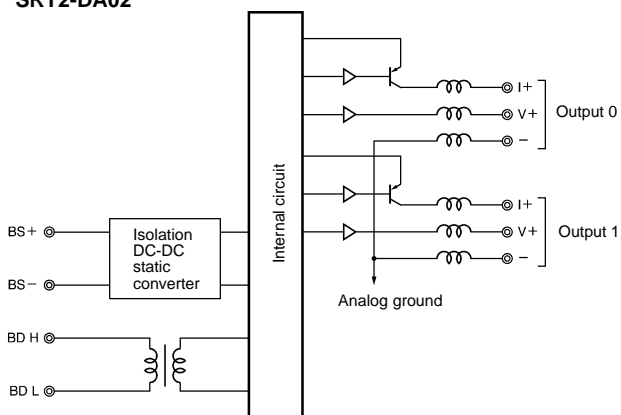 SRT2-DA02
I+
V+
Output 0
−
Internal circuit
I+
V+
Output 1
−
BS+
Isolation
DC-DC
static
converter
BS−
Analog ground
BD H
BD L